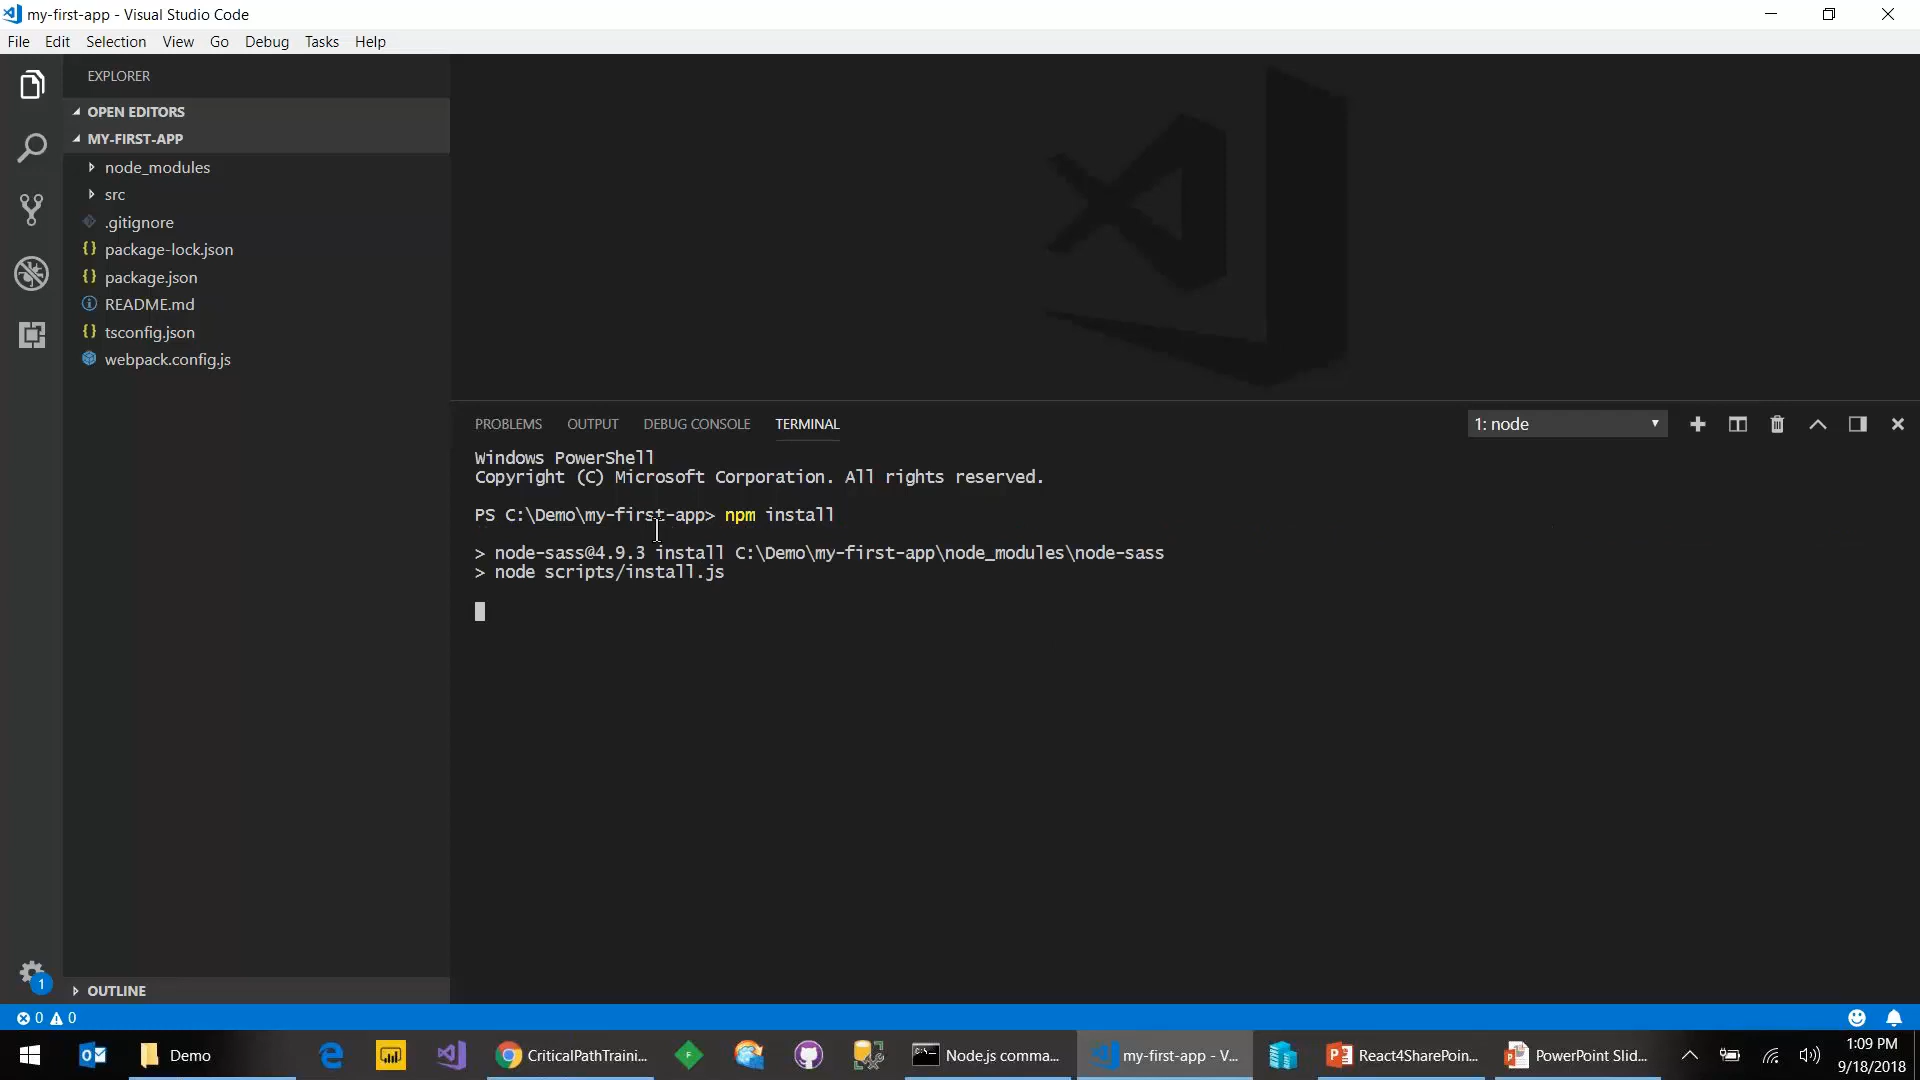 my-first-app - Visual Studio Code
File Edit Selection View Go Debug Tasks Help
EXPLORER
OPEN EDITORS
MY-FIRST-APP
node_modules
src
.gitignore
package-lock.json
package.json
README.md
tsconfig.json
webpack.config.js
PROBLEMS OUTPUT DEBUG CONSOLE TERMINAL
1: node
Windows PowerShell
Copyright (C) Microsoft Corporation. All rights reserved.
PS C:\Demo\my-first-app> npm install
> node-sass@4.9.3 install C:\Demo\my-first-app\node_modules\node-sass
> node scripts/install.js
1
OUTLINE
0 0
Demo CriticalPathTraini... Node.js comma... my-first-app - V... React4SharePoin... PowerPoint Slid...
1:09 PM
9/18/2018